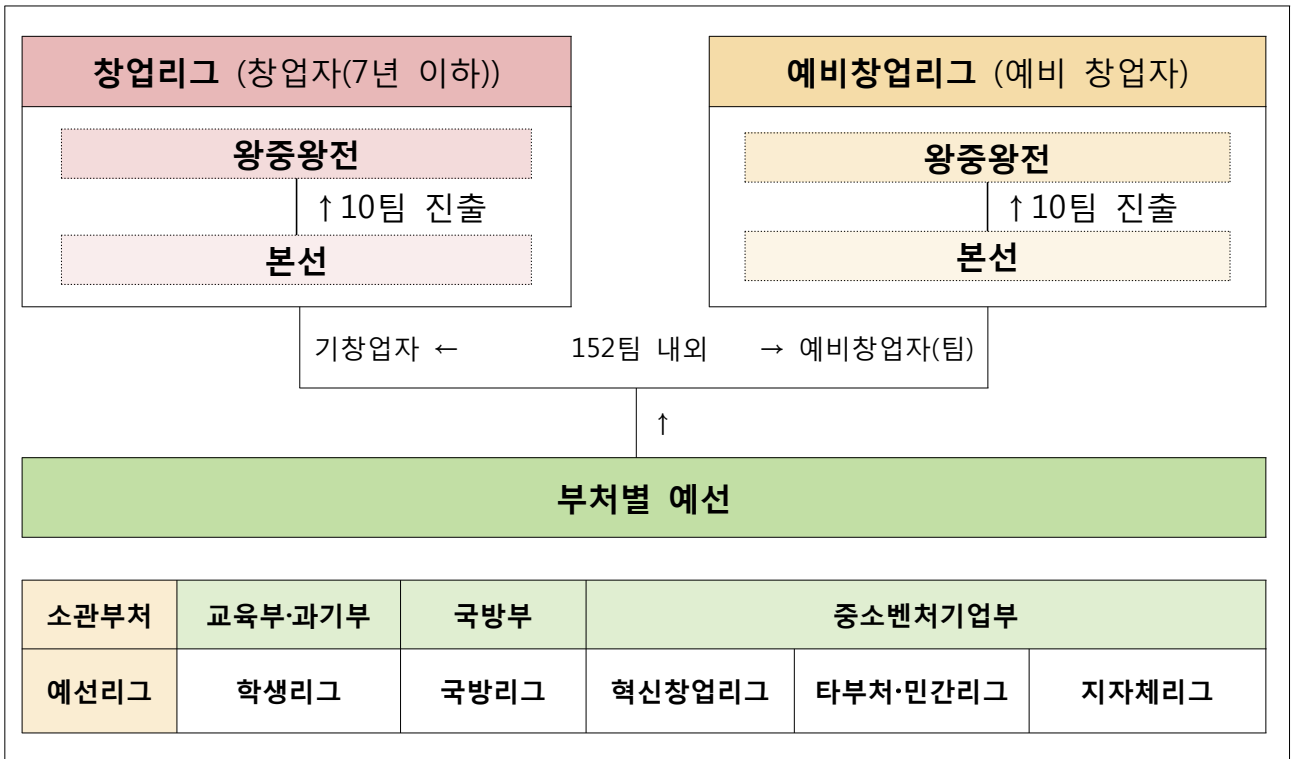 창업리그 (창업자(7년 이하))
왕중왕전
↑10팀 진출
본선
예비창업리그 (예비 창업자)
왕중왕전
↑10팀 진출
본선
기창업자 ← 152팀 내외 → 예비창업자(팀)
↑
부처별 예선
소관부처 교육부·과기부 국방부 중소벤처기업부
예선리그 학생리그 국방리그 혁신창업리그 타부처·민간리그 지자체리그